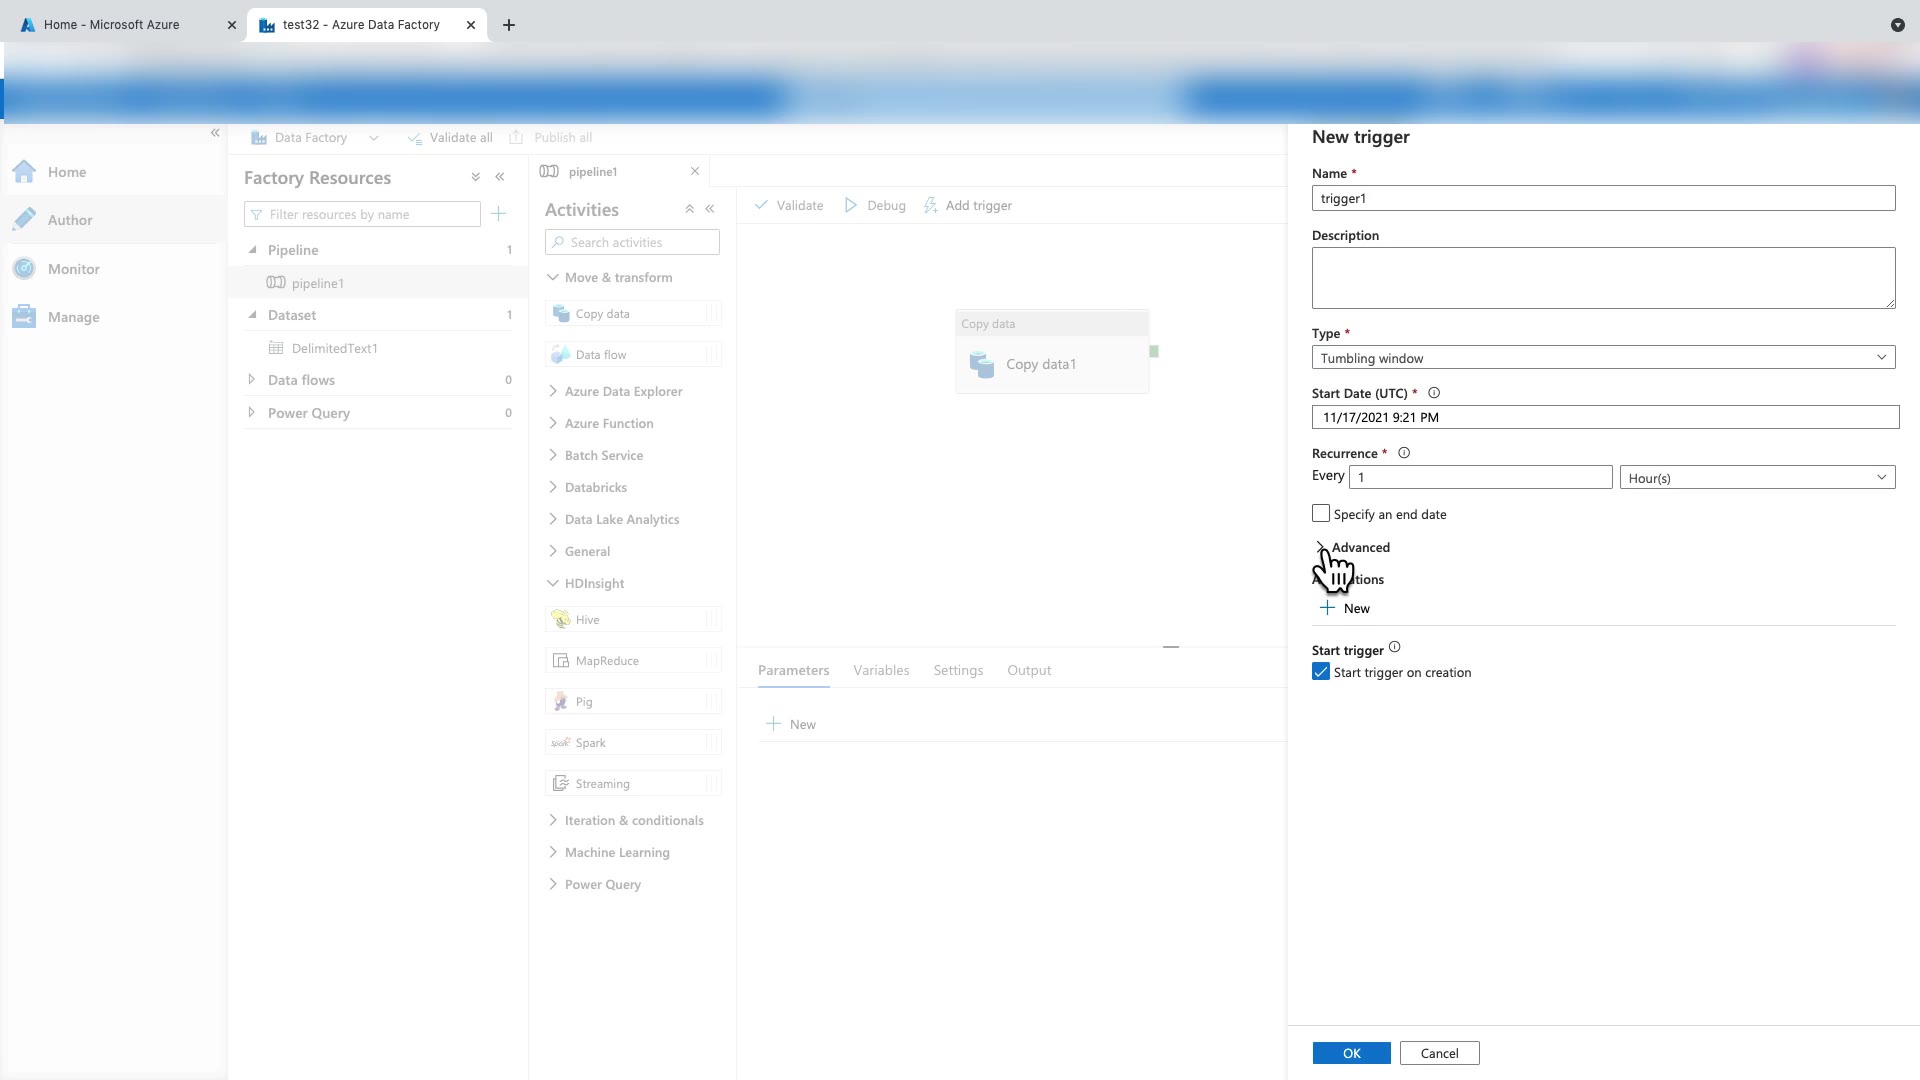 Home - Microsoft Azure
test32 - Azure Data Factory
Data Factory
Validate all
Publish all
New trigger
Home
Author
Monitor
Manage
Factory Resources
Filter resources by name
Pipeline 1
pipeline1
Dataset 1
DelimitedText1
Data flows 0
Power Query 0
pipeline1
Activities
Search activities
Move & transform
Copy data
Data flow
Azure Data Explorer
Azure Function
Batch Service
Databricks
Data Lake Analytics
General
HDInsight
Hive
MapReduce
Pig
Spark
Streaming
Iteration & conditionals
Machine Learning
Power Query
Validate
Debug
Add trigger
Copy data
Copy data1
Parameters
Variables
Settings
Output
New
Name *
trigger1
Description
Type *
Tumbling window
Start Date (UTC) *
11/17/2021 9:21 PM
Recurrence *
Every 1 Hour(s)
Specify an end date
Advanced
New
Start trigger
Start trigger on creation
OK
Cancel